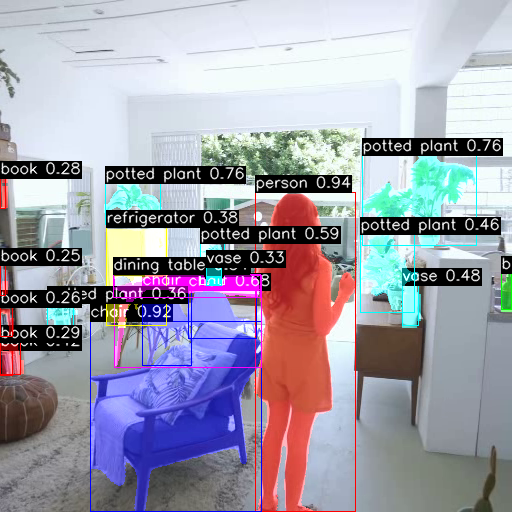 potted plant 0.76
book 0.28
potted plant 0.76
person 0.94
refrigerator 0.38
potted plant 0.46
potted plant 0.59
book 0.25
vase 0.33
dining table
vase 0.48
b
chair 0.68
book 0.26
d plant 0.36
chair 0.92
book 0.29